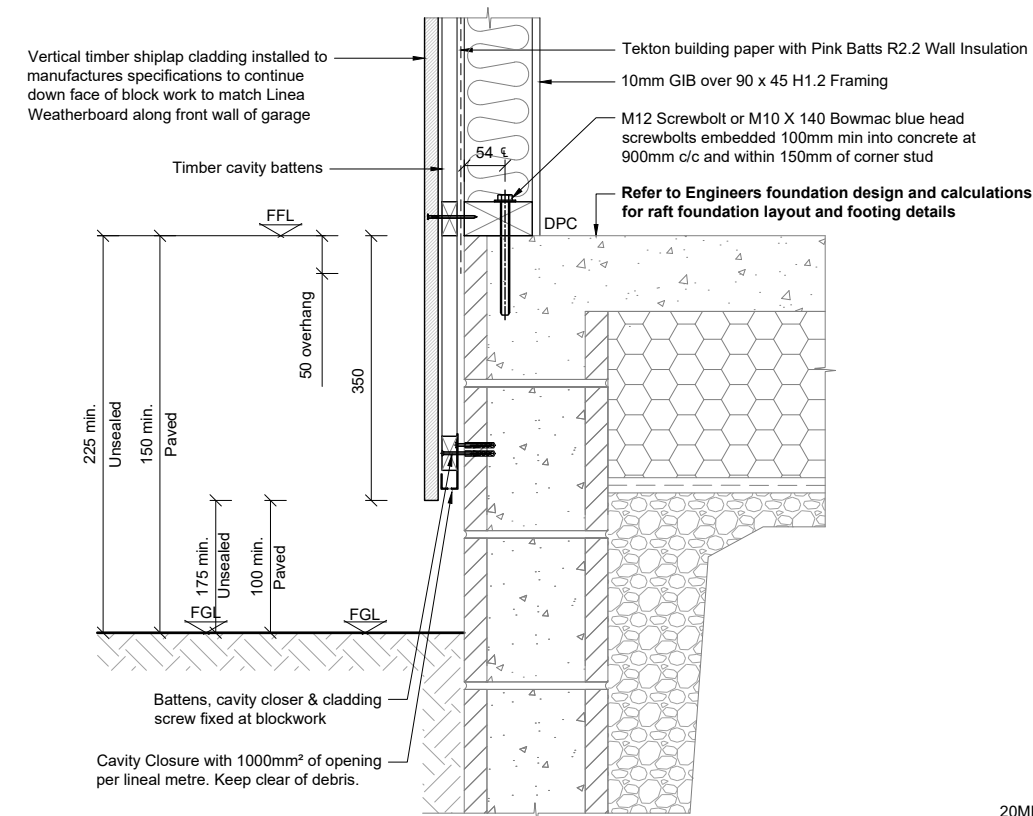 Vertical timber shiplap cladding installed to
manufactures specifications to continue
down face of block work to match Linea
Weatherboard along front wall of garage
Timber cavity battens
Tekton building paper with Pink Batts R2.2 Wall Insulation
10mm GIB over 90 x 45 H1.2 Framing
M12 Screwbolt or M10 X 140 Bowmac blue head
screwbolts embedded 100mm min into concrete at
900mm c/c and within 150mm of corner stud
Refer to Engineers foundation design and calculations
for raft foundation layout and footing details
54
DPC
FFL
225 min.
Unsealed
150 min.
Paved
50 overhang
350
175 min.
Unsealed
100 min.
Paved
FGL
FGL
Battens, cavity closer & cladding
screw fixed at blockwork
Cavity Closure with 1000mm² of opening
per lineal metre. Keep clear of debris.